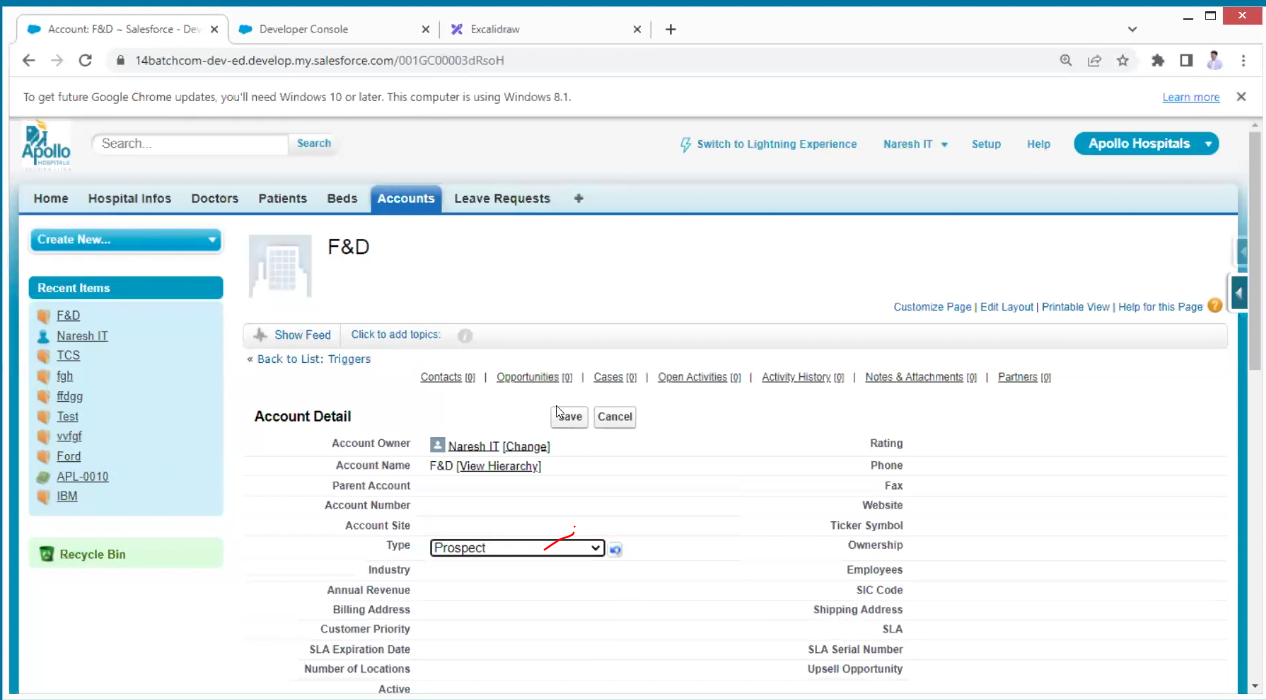 Account: F&D ~ Salesforce - Dev
Developer Console
Excalidraw
14batchcom-dev-ed.develop.my.salesforce.com/001GC00003dRsoH
To get future Google Chrome updates, you'll need Windows 10 or later. This computer is using Windows 8.1.
Learn more
Apollo
HOSPITALS
Search...
Search
Switch to Lightning Experience
Naresh IT
Setup
Help
Apollo Hospitals
Home
Hospital Infos
Doctors
Patients
Beds
Accounts
Leave Requests
Create New...
F&D
Recent Items
F&D
Naresh IT
TCS
fgh
ffdgg
Test
vvfgf
Ford
APL-0010
IBM
Recycle Bin
Customize Page | Edit Layout | Printable View | Help for this Page
Show Feed
Click to add topics:
« Back to List: Triggers
Contacts [0] | Opportunities [0] | Cases [0] | Open Activities [0] | Activity History [0] | Notes & Attachments [0] | Partners [0]
Account Detail
Save
Cancel
Account Owner Naresh IT [Change]
Rating
Account Name F&D [View Hierarchy]
Phone
Parent Account
Fax
Account Number
Website
Account Site
Ticker Symbol
Type Prospect
Ownership
Industry
Employees
Annual Revenue
SIC Code
Billing Address
Shipping Address
Customer Priority
SLA
SLA Expiration Date
SLA Serial Number
Number of Locations
Upsell Opportunity
Active